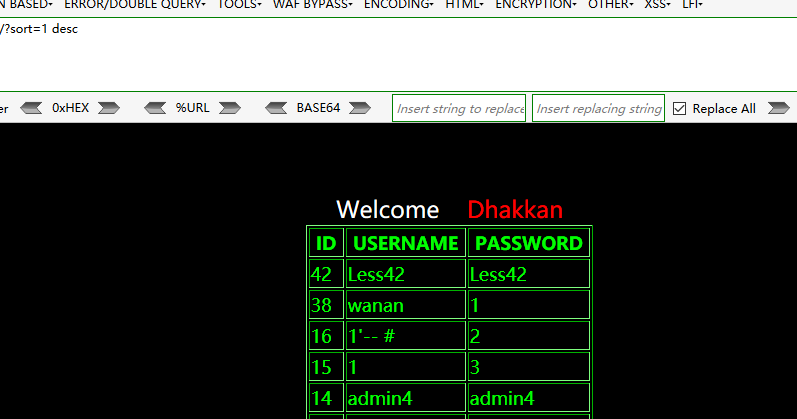 N BASED ERROR/DOUBLE QUERY TOOLS WAF BYPASS ENCODING HTML ENCRYPTION OTHER XSS LFI
/?sort=1 desc
er 0xHEX %URL BASE64 Insert string to replace Insert replacing string Replace All
Welcome Dhakkan
ID USERNAME PASSWORD
42 Less42 Less42
38 wanan 1
16 1'-- # 2
15 1 3
14 admin4 admin4